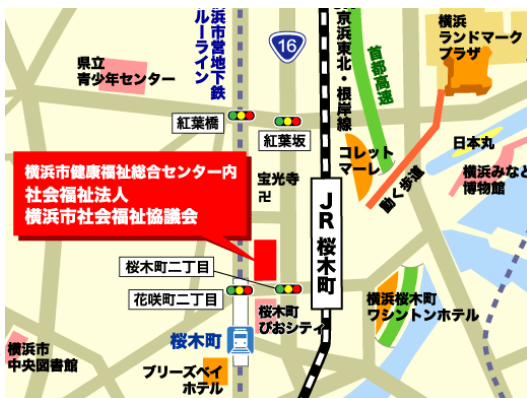 横浜市営地下鉄
ブルーライン
16
京浜東北・根岸線
首都高速
横浜
ランドマーク
プラザ
県立
青少年センター
紅葉橋
紅葉坂
コレット
マーレ
動く歩道
日本丸
横浜みなと
博物館
横浜市健康福祉総合センター内
社会福祉法人
横浜市社会福祉協議会
宝光寺
卍
JR 桜木町
桜木町二丁目
花咲町二丁目
桜木町
ぴおシティ
横浜桜木町
ワシントンホテル
桜木町
横浜市
中央図書館
ブリーズベイ
ホテル